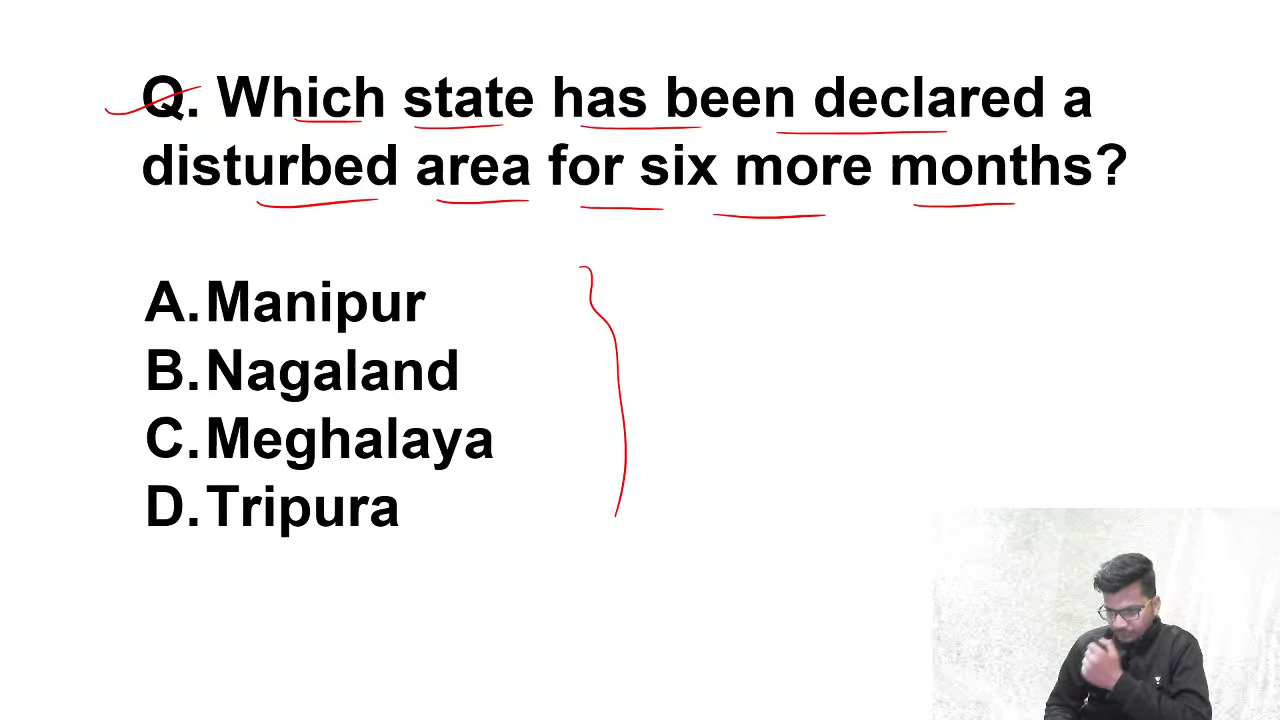 Q. Which state has been declared a
disturbed area for six more months?
A. Manipur
B. Nagaland
C. Meghalaya
D. Tripura